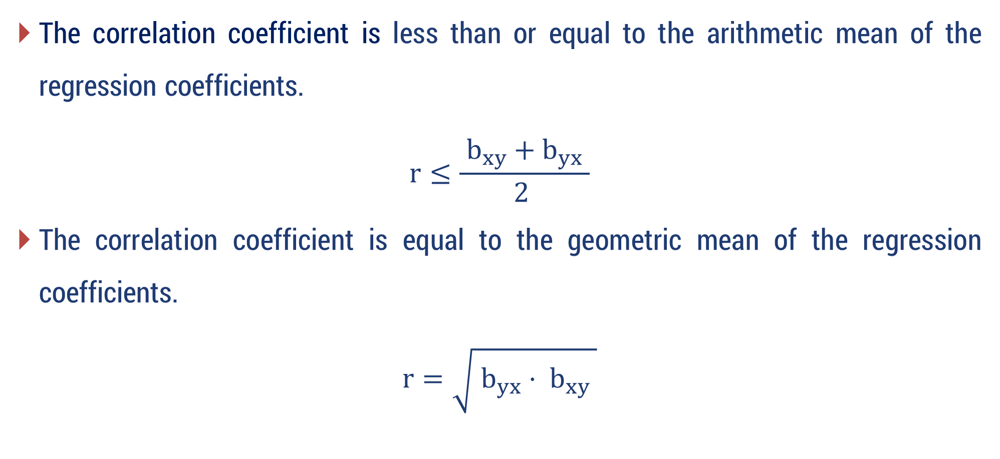 The correlation coefficient is less than or equal to the arithmetic mean of the
regression coefficients.
r ≤ \frac{b_{xy} + b_{yx}}{2}
The correlation coefficient is equal to the geometric mean of the regression
coefficients.
r = \sqrt{b_{yx} · b_{xy}}